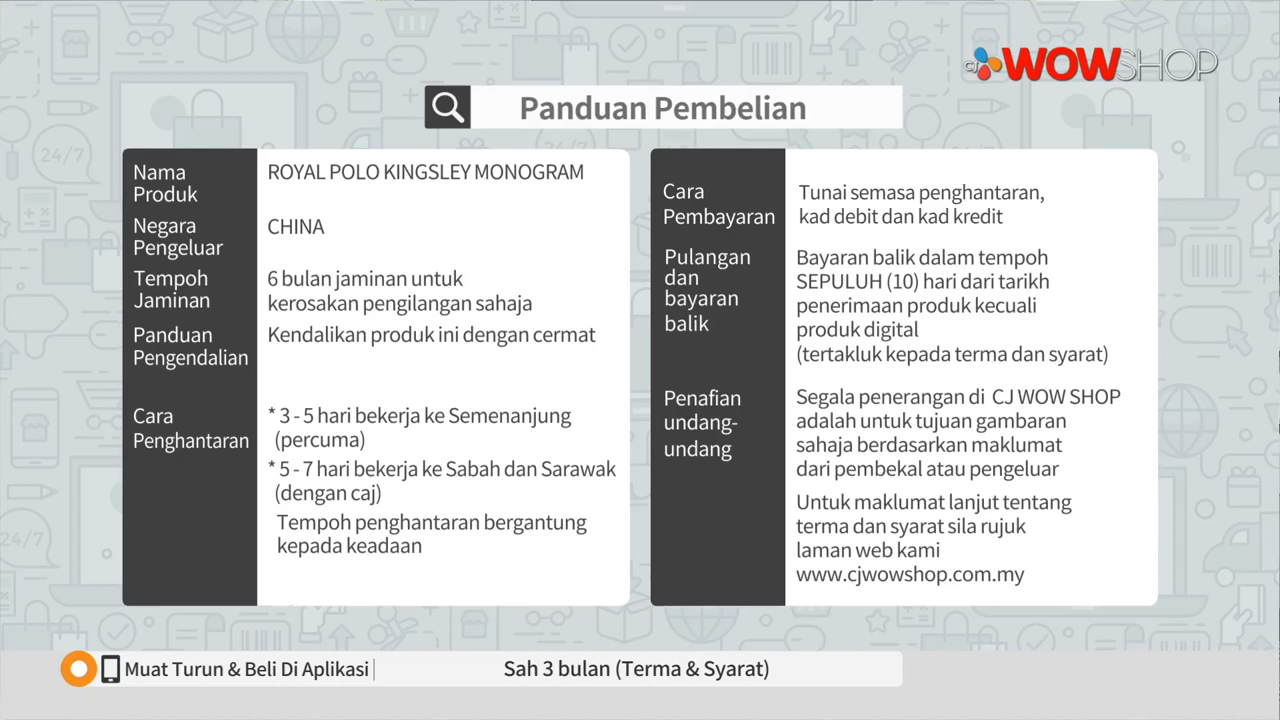 CJ WOWSHOP
Panduan Pembelian
Nama
Produk
ROYAL POLO KINGSLEY MONOGRAM
Negara
Pengeluar
CHINA
Tempoh
Jaminan
6 bulan jaminan untuk
kerosakan pengilangan sahaja
Panduan
Pengendalian
Kendalikan produk ini dengan cermat
Cara
Penghantaran
* 3 - 5 hari bekerja ke Semenanjung
(percuma)
* 5 - 7 hari bekerja ke Sabah dan Sarawak
(dengan caj)
Tempoh penghantaran bergantung
kepada keadaan
Cara
Pembayaran
Tunai semasa penghantaran,
kad debit dan kad kredit
Pulangan
dan
bayaran
balik
Bayaran balik dalam tempoh
SEPULUH (10) hari dari tarikh
penerimaan produk kecuali
produk digital
(tertakluk kepada terma dan syarat)
Penafian
undang-
undang
Segala penerangan di CJ WOW SHOP
adalah untuk tujuan gambaran
sahaja berdasarkan maklumat
dari pembekal atau pengeluar
Untuk maklumat lanjut tentang
terma dan syarat sila rujuk
laman web kami
www.cjwowshop.com.my
Muat Turun & Beli Di Aplikasi |
Sah 3 bulan (Terma & Syarat)
24/7
24/7